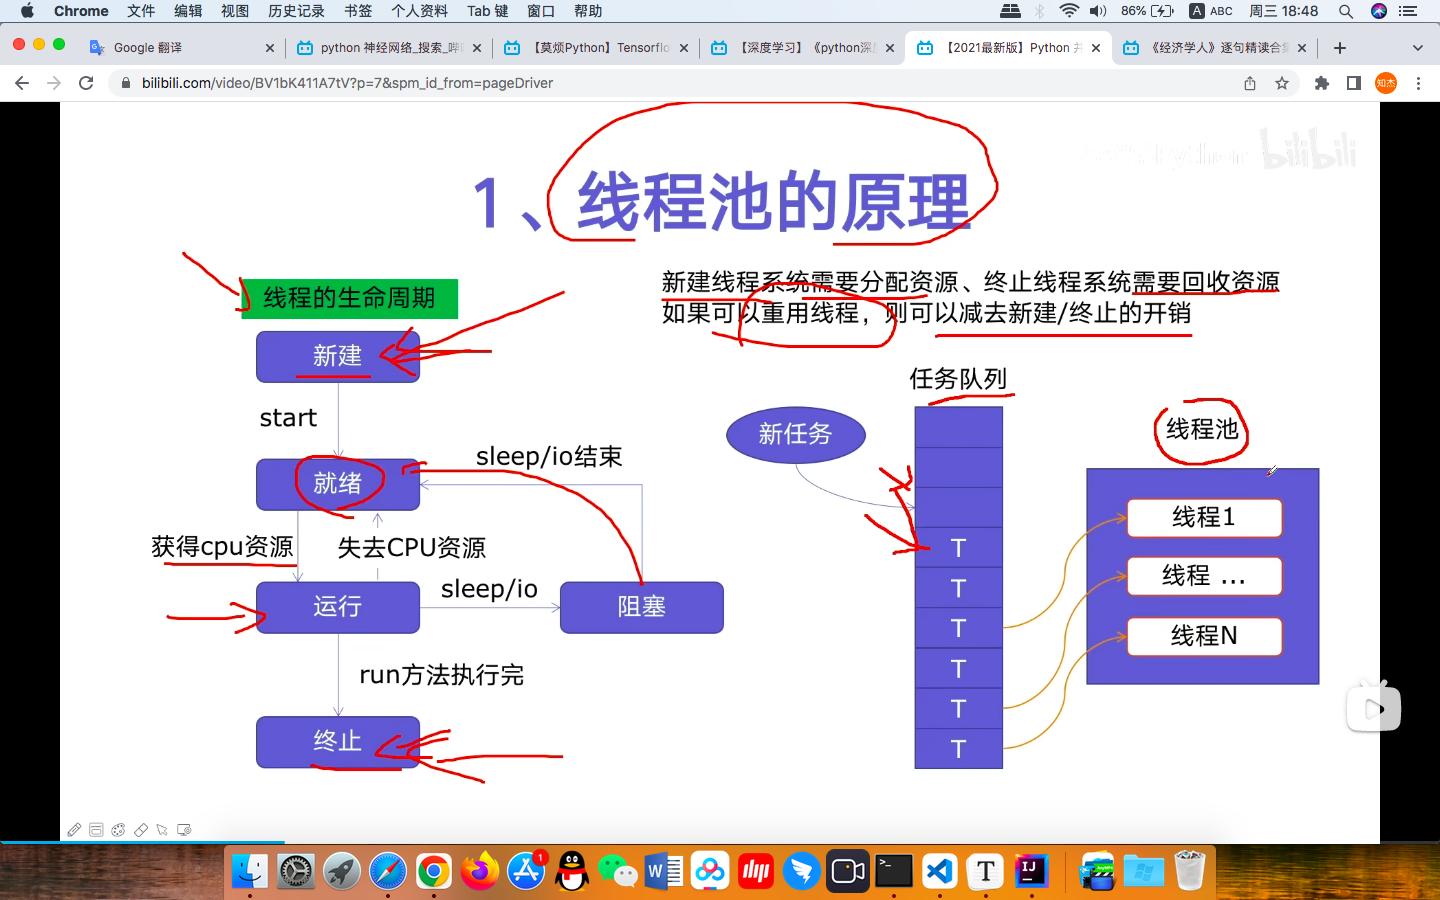 Chrome 文件 编辑 视图 历史记录 书签 个人资料 Tab 键 窗口 帮助 86% A ABC 周三 18:48
Google 翻译 python 神经网络_搜索_哔 【莫烦Python】Tensorflo 【深度学习】《python深 【2021最新版】Python 并 《经济学人》逐句精读合集
bilibili.com/video/BV1bK411A7tV?p=7&spm_id_from=pageDriver 知杰
bilibili
1、线程池的原理
线程的生命周期
新建
start
就绪
sleep/io结束
获得cpu资源
失去CPU资源
运行
sleep/io
阻塞
run方法执行完
终止
新建线程系统需要分配资源、终止线程系统需要回收资源
如果可以重用线程，则可以减去新建/终止的开销
任务队列
新任务
T
T
T
T
T
T
线程池
线程1
线程 ...
线程N
1
W
T
IJ